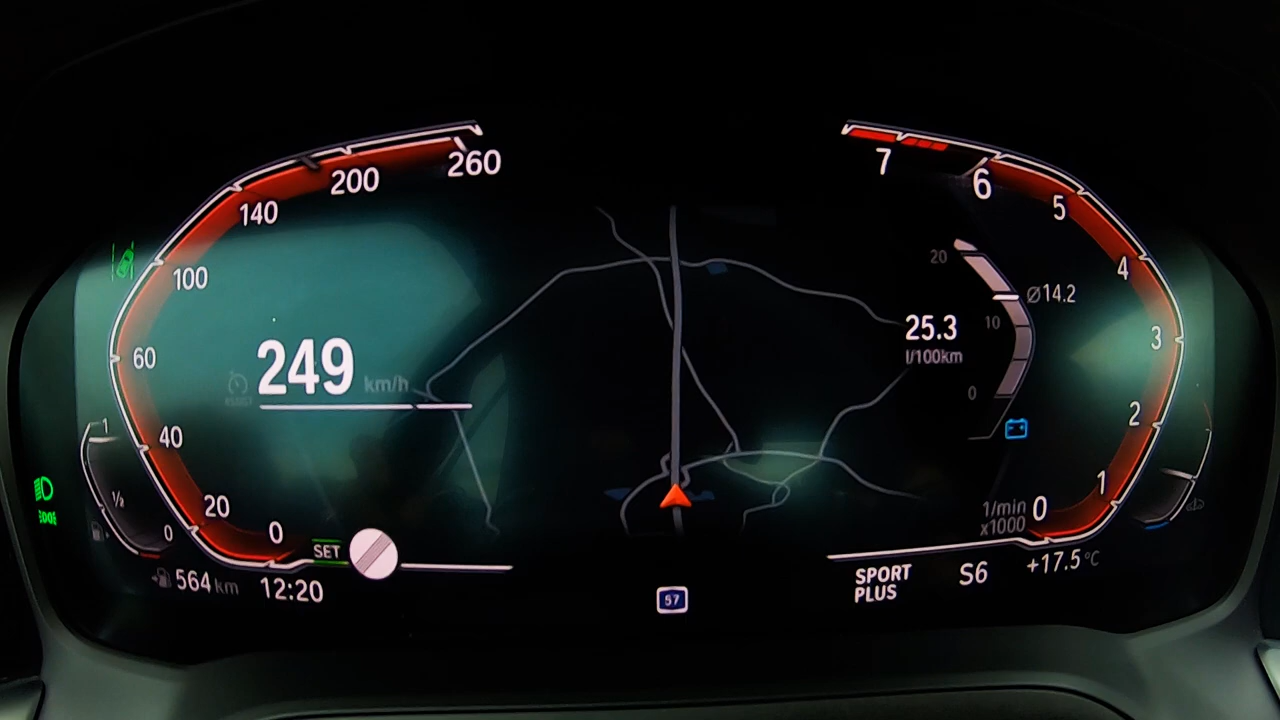 260
200
140
100
60
40
20
0
249 km/h
1
1/2
0
SET
564 km
12:20
57
7
6
5
4
3
2
1
0
1/min
x1000
20
10
0
Ø14.2
25.3
l/100km
SPORT
PLUS
S6
+17.5°C